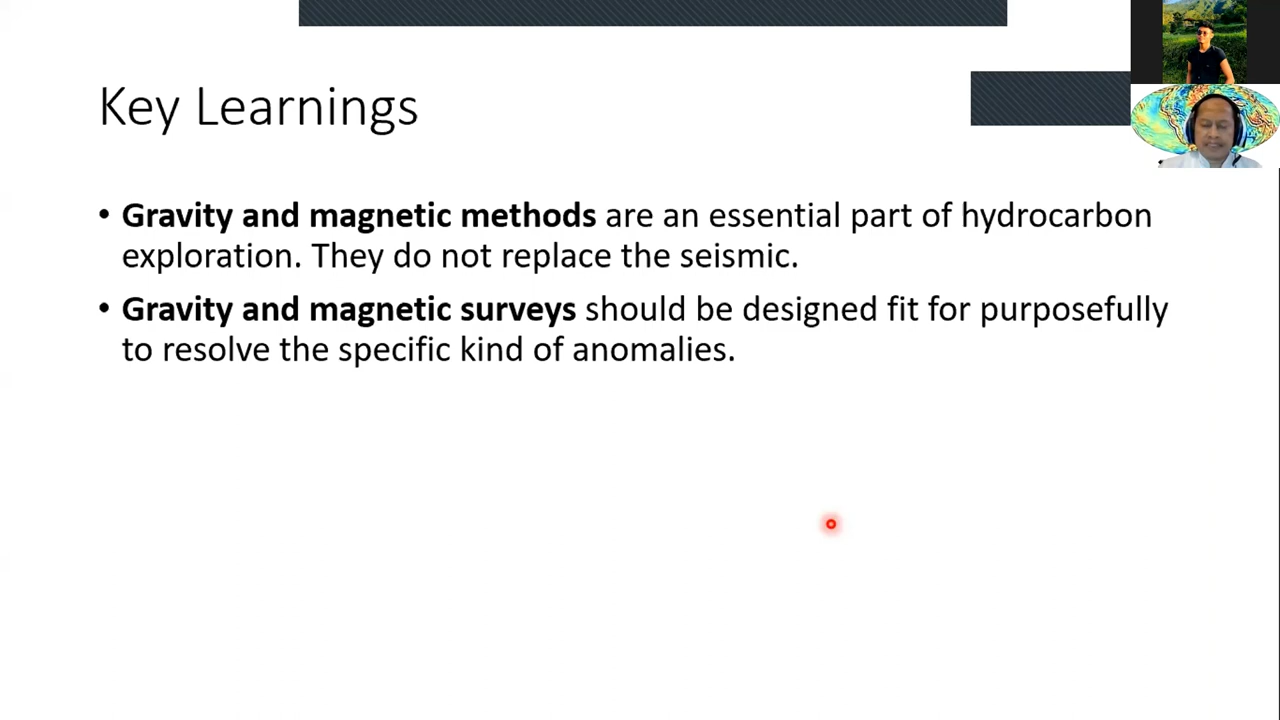 Key Learnings
• Gravity and magnetic methods are an essential part of hydrocarbon
exploration. They do not replace the seismic.
• Gravity and magnetic surveys should be designed fit for purposefully
to resolve the specific kind of anomalies.